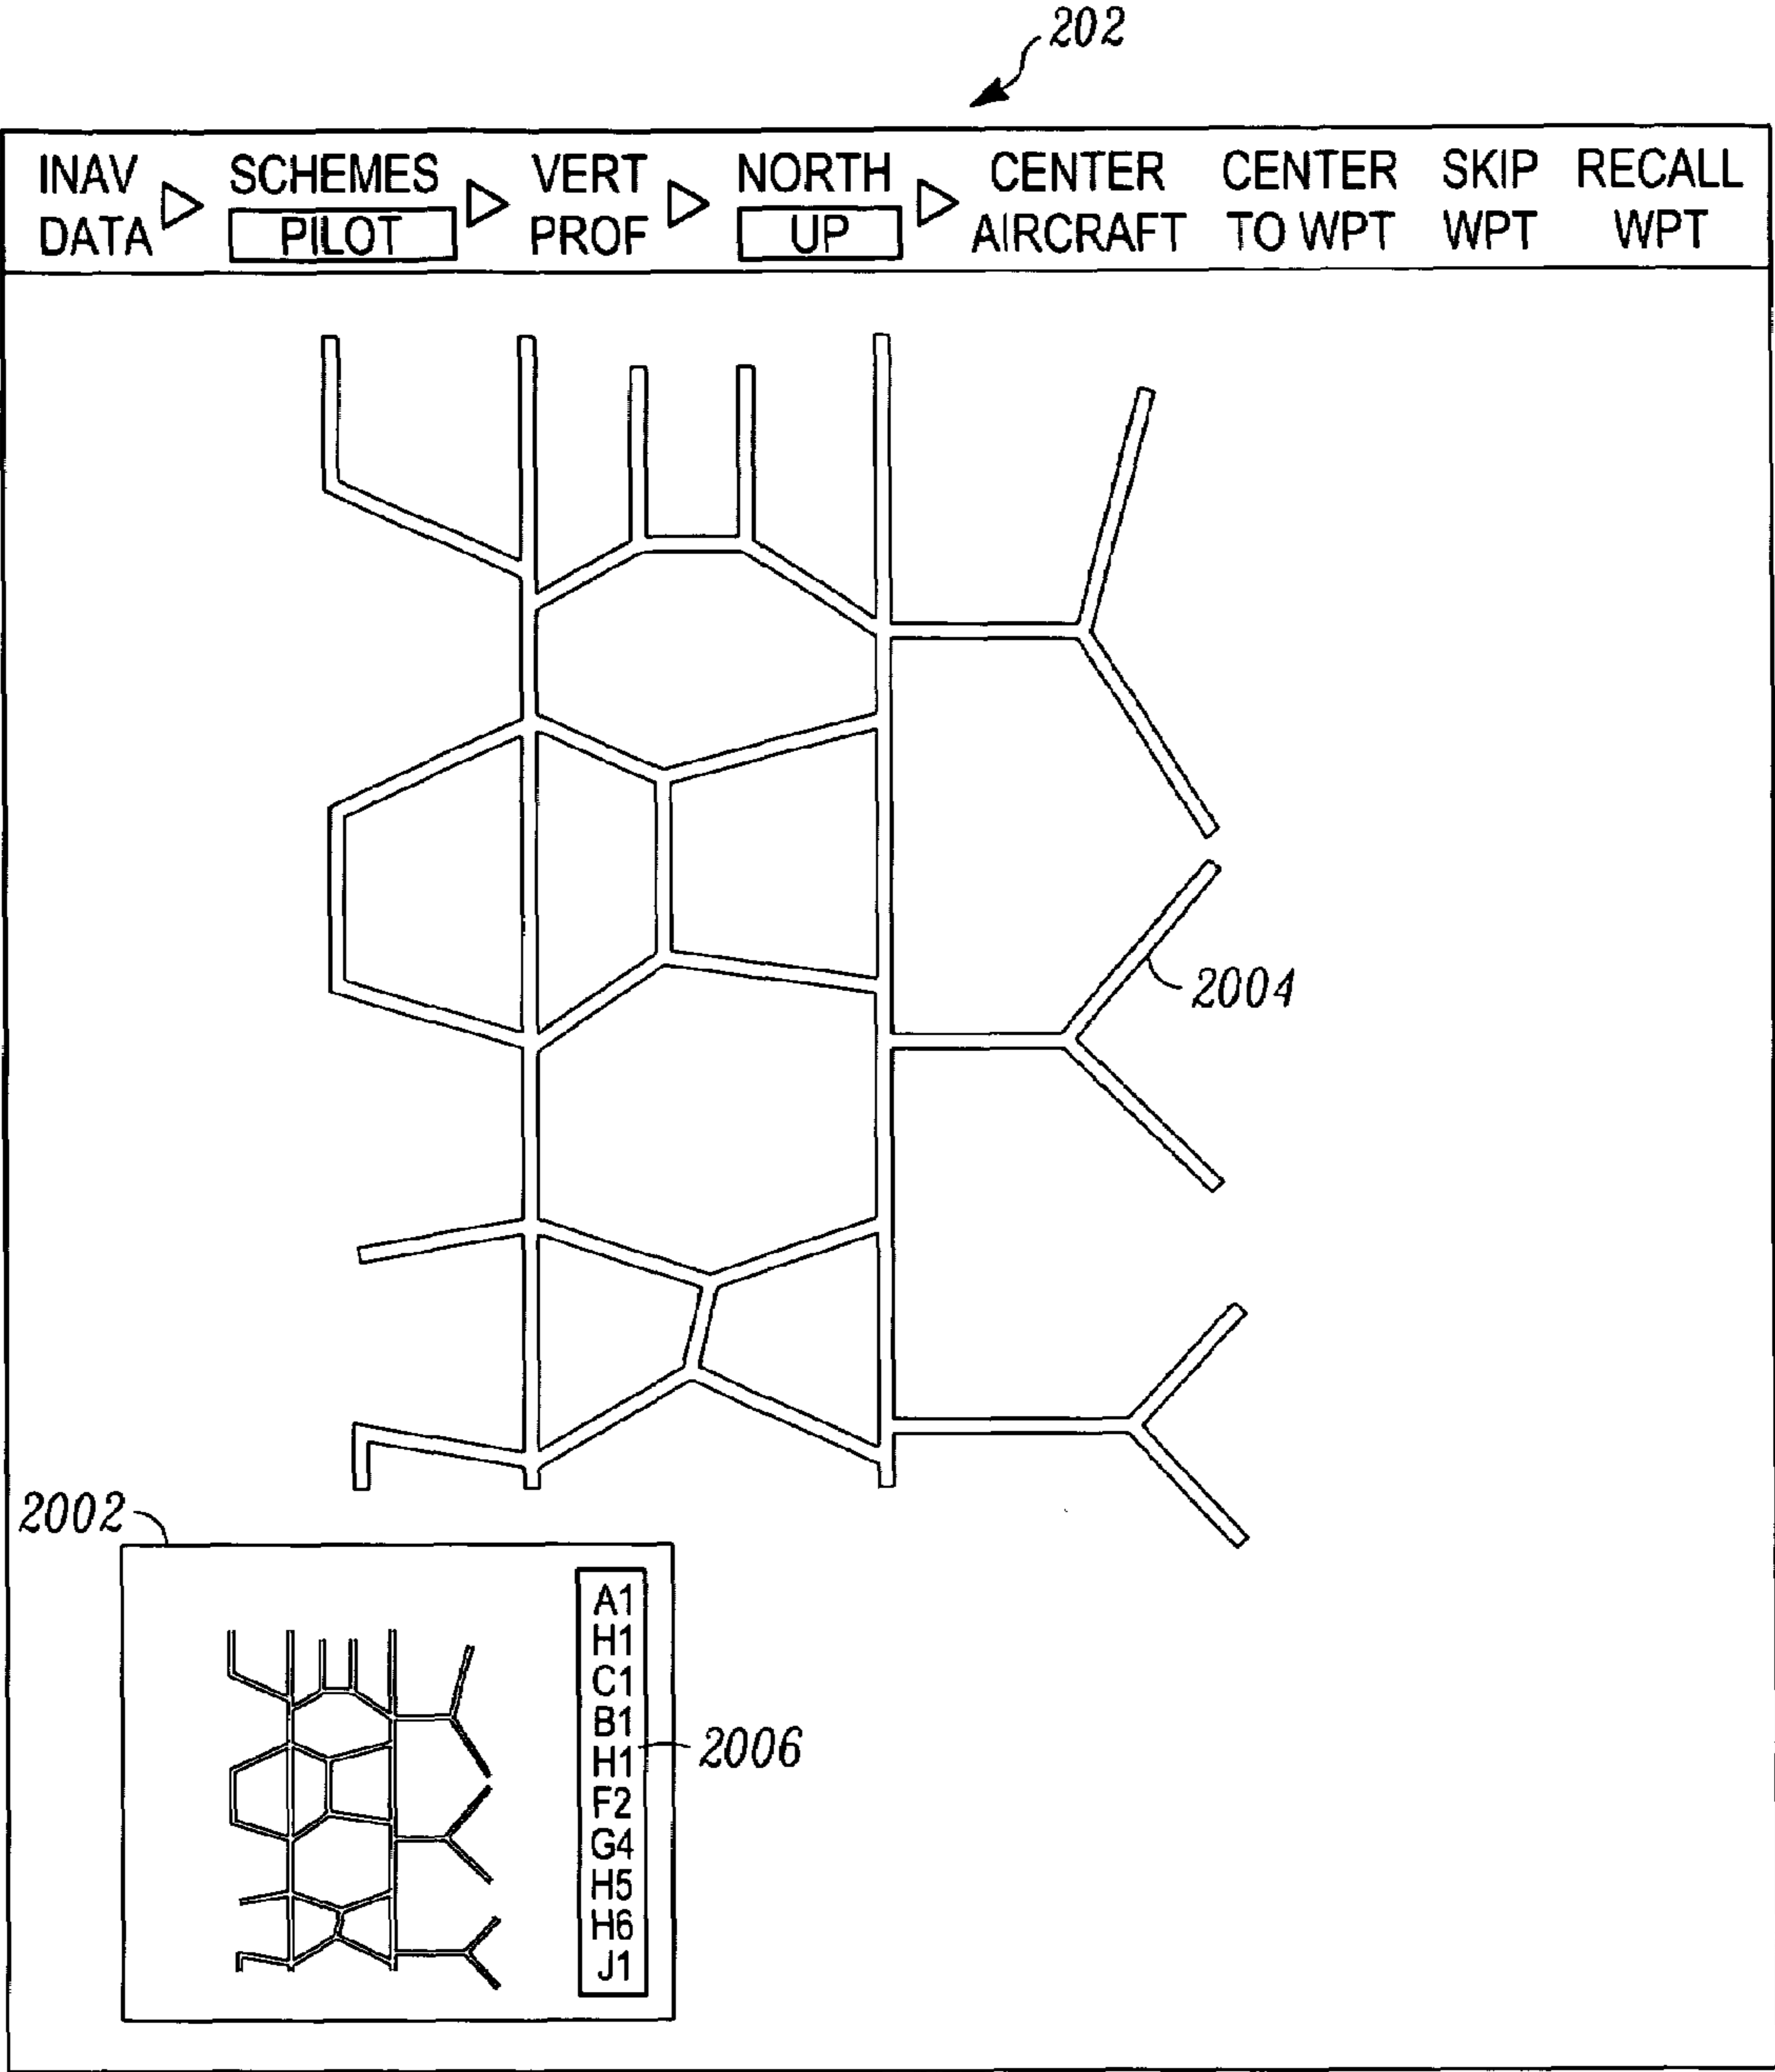 202
INAV DATA
SCHEMES PILOT
VERT PROF
NORTH UP
CENTER AIRCRAFT
CENTER TO WPT
SKIP WPT
RECALL WPT
2004
2002
A1
H1
C1
B1
H1
2006
F2
G4
H5
H6
J1